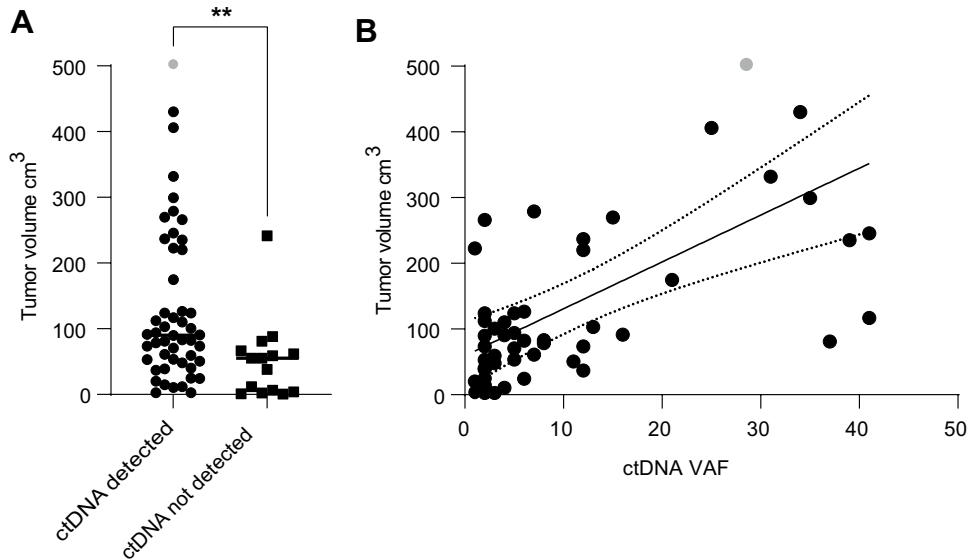 A
**
Tumor volume cm3
500
400
300
200
100
0
ctDNA detected
ctDNA not detected
B
Tumor volume cm3
500
400
300
200
100
0
0 10 20 30 40 50
ctDNA VAF